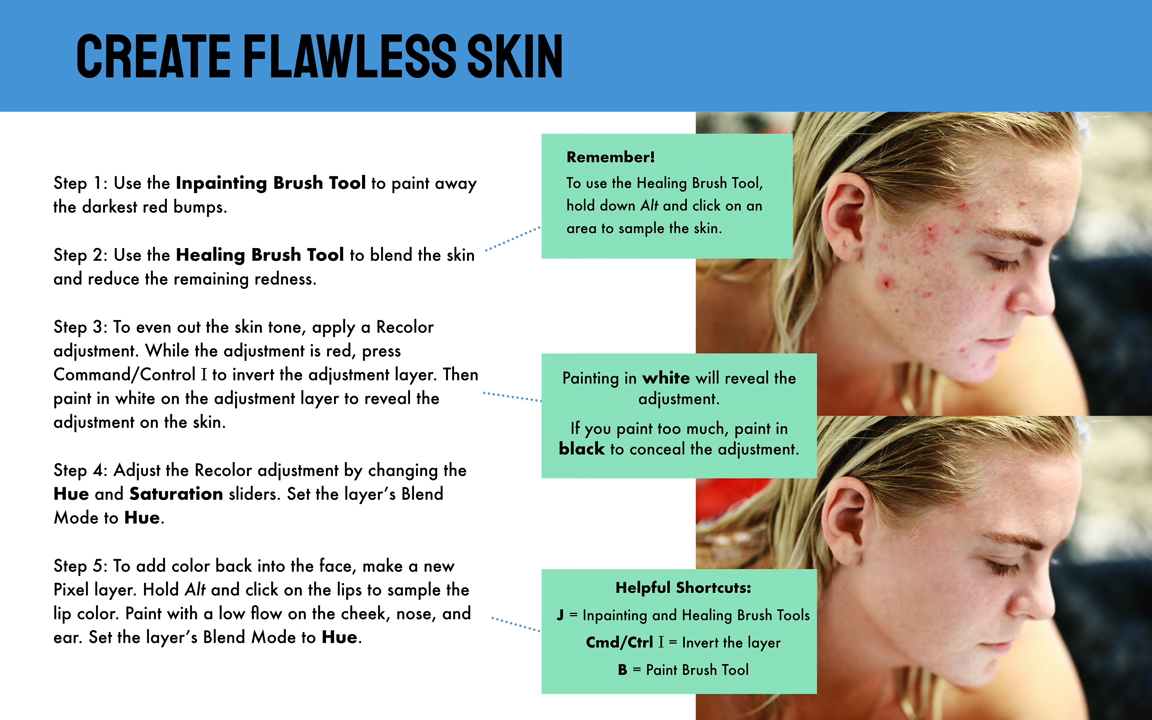 CREATE FLAWLESS SKIN
Step 1: Use the Inpainting Brush Tool to paint away
the darkest red bumps.
Step 2: Use the Healing Brush Tool to blend the skin
and reduce the remaining redness.
Step 3: To even out the skin tone, apply a Recolor
adjustment. While the adjustment is red, press
Command/Control I to invert the adjustment layer. Then
paint in white on the adjustment layer to reveal the
adjustment on the skin.
Step 4: Adjust the Recolor adjustment by changing the
Hue and Saturation sliders. Set the layer’s Blend
Mode to Hue.
Step 5: To add color back into the face, make a new
Pixel layer. Hold Alt and click on the lips to sample the
lip color. Paint with a low flow on the cheek, nose, and
ear. Set the layer’s Blend Mode to Hue.
Remember!
To use the Healing Brush Tool,
hold down Alt and click on an
area to sample the skin.
Painting in white will reveal the
adjustment.
If you paint too much, paint in
black to conceal the adjustment.
Helpful Shortcuts:
J = Inpainting and Healing Brush Tools
Cmd/Ctrl I = Invert the layer
B = Paint Brush Tool